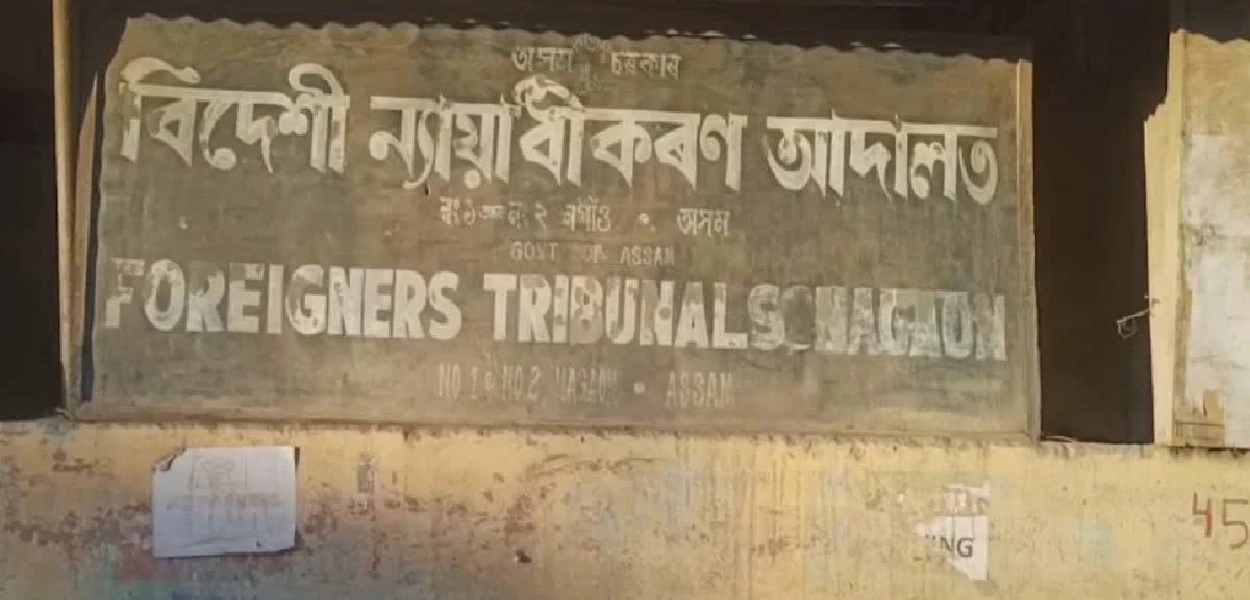 অসম চৰকাৰ
বিদেশী ন্যায়াধীকৰণ আদালত
নং ১ আৰু নং ২ নগাঁও • অসম
GOVT OF ASSAM
FOREIGNERS TRIBUNALS NAGAON
NO.1 & NO.2, NAGAON • ASSAM
ING
45